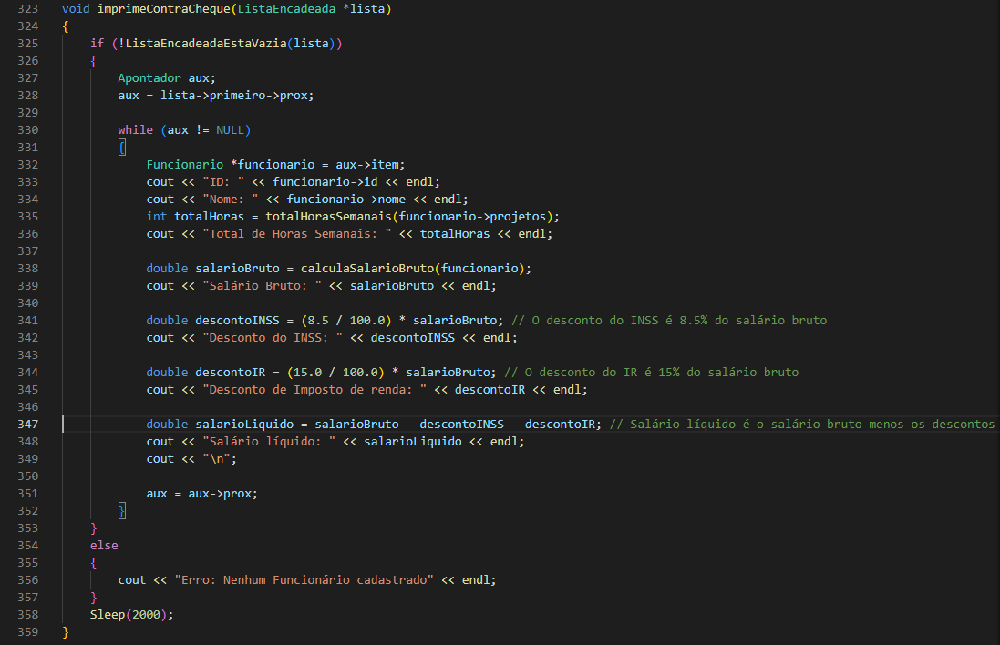 323 void imprimeContraCheque(ListaEncadeada *lista)
324 {
325     if (!ListaEncadeadaEstaVazia(lista))
326     {
327         Apontador aux;
328         aux = lista->primeiro->prox;
329
330         while (aux != NULL)
331         {
332             Funcionario *funcionario = aux->item;
333             cout << "ID: " << funcionario->id << endl;
334             cout << "Nome: " << funcionario->nome << endl;
335             int totalHoras = totalHorasSemanais(funcionario->projetos);
336             cout << "Total de Horas Semanais: " << totalHoras << endl;
337
338             double salarioBruto = calculaSalarioBruto(funcionario);
339             cout << "Salário Bruto: " << salarioBruto << endl;
340
341             double descontoINSS = (8.5 / 100.0) * salarioBruto; // O desconto do INSS é 8.5% do salário bruto
342             cout << "Desconto do INSS: " << descontoINSS << endl;
343
344             double descontoIR = (15.0 / 100.0) * salarioBruto; // O desconto do IR é 15% do salário bruto
345             cout << "Desconto de Imposto de renda: " << descontoIR << endl;
346
347             double salarioLiquido = salarioBruto - descontoINSS - descontoIR; // Salário líquido é o salário bruto menos os descontos
348             cout << "Salário líquido: " << salarioLiquido << endl;
349             cout << "\n";
350
351             aux = aux->prox;
352         }
353     }
354     else
355     {
356         cout << "Erro: Nenhum Funcionário cadastrado" << endl;
357     }
358     Sleep(2000);
359 }